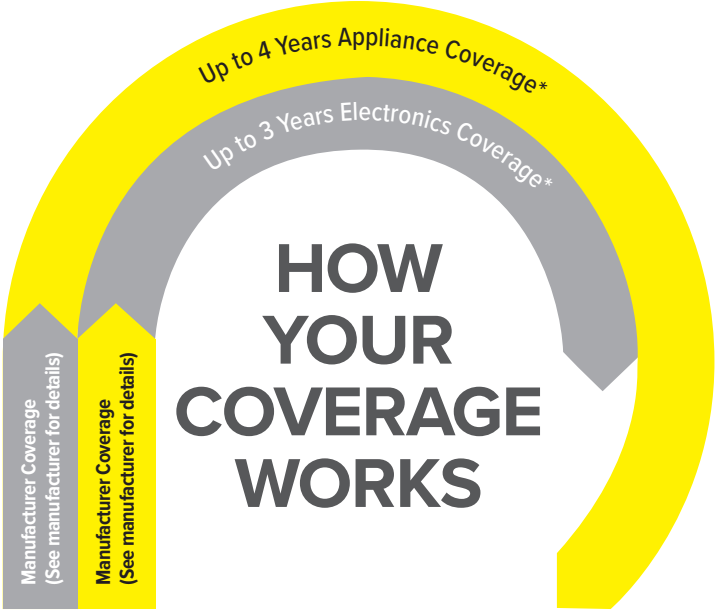 Up to 4 Years Appliance Coverage*
Up to 3 Years Electronics Coverage*
HOW
YOUR
COVERAGE
WORKS
Manufacturer Coverage
(See manufacturer for details)
Manufacturer Coverage
(See manufacturer for details)